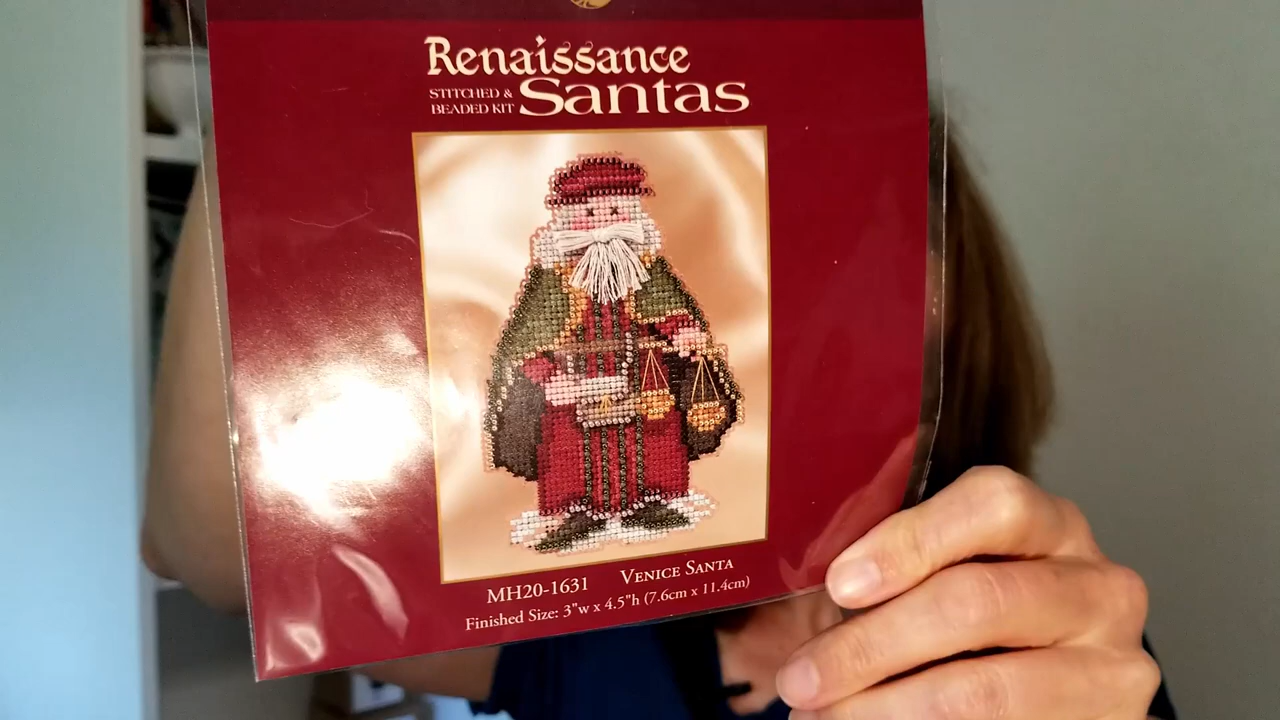 Renaissance
STITCHED &
BEADED KIT Santas
MH20-1631 VENICE SANTA
Finished Size: 3"w x 4.5"h (7.6cm x 11.4cm)